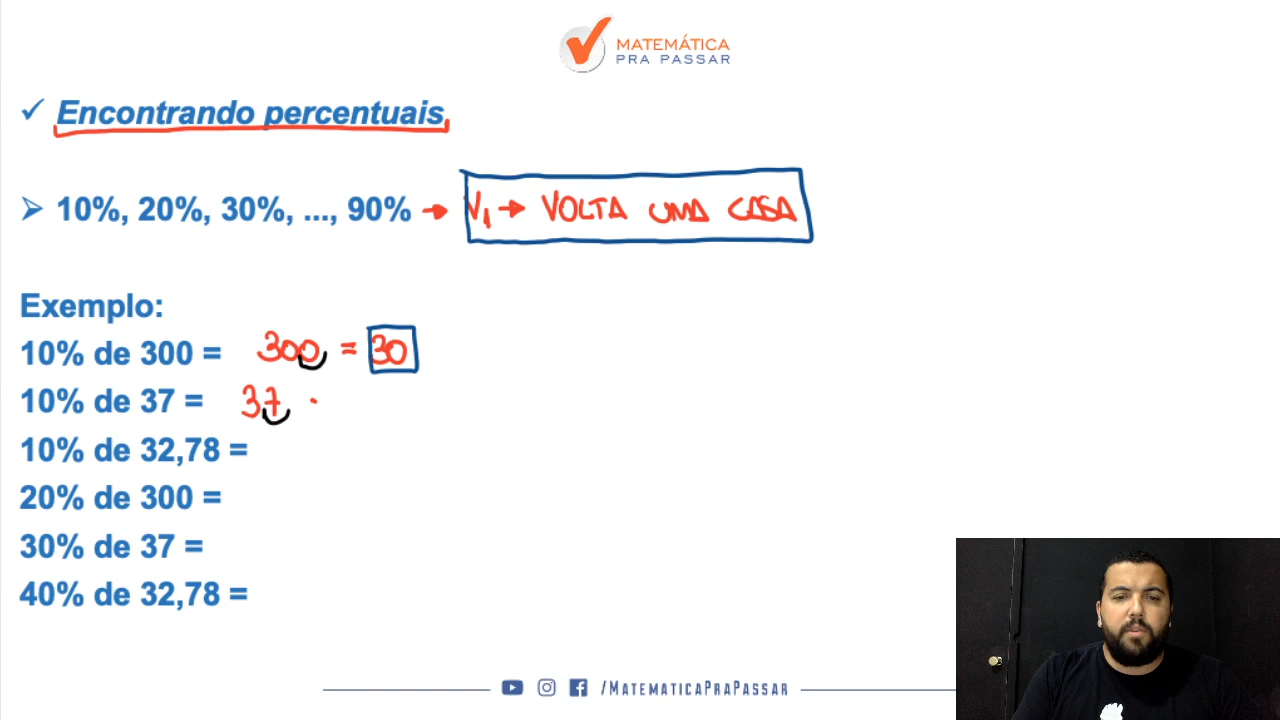 MATEMÁTICA
PRA PASSAR
✓ Encontrando percentuais
➢ 10%, 20%, 30%, ..., 90% → V1 → VOLTA UMA CASA
Exemplo:
10% de 300 = 300 = 30
10% de 37 = 37
10% de 32,78 =
20% de 300 =
30% de 37 =
40% de 32,78 =
/MATEMATICAPRAPASSAR